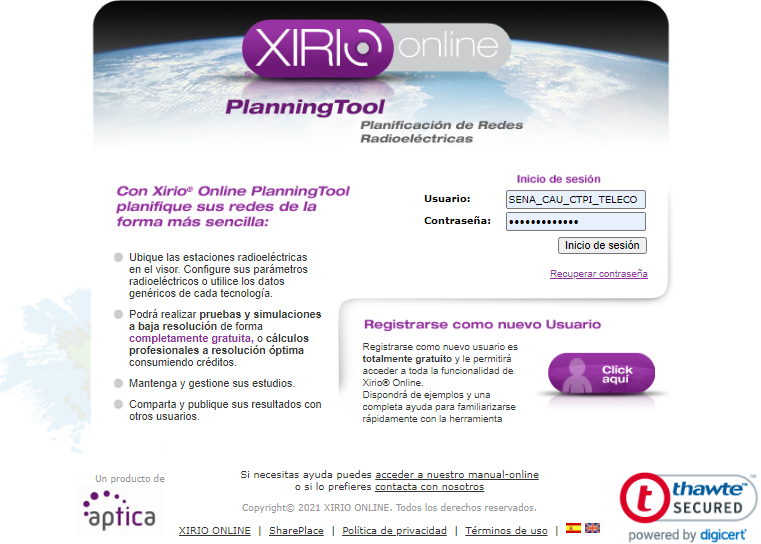 XIRIO online
PlanningTool
Planificación de Redes
Radioeléctricas
Con Xirio® Online PlanningTool
planifique sus redes de la
forma más sencilla:
Ubique las estaciones radioeléctricas
en el visor. Configure sus parámetros
radioeléctricos o utilice los datos
genéricos de cada tecnología.
Podrá realizar pruebas y simulaciones
a baja resolución de forma
completamente gratuita, o cálculos
profesionales a resolución óptima
consumiendo créditos.
Mantenga y gestione sus estudios.
Comparta y publique sus resultados con
otros usuarios.
Inicio de sesión
Usuario: SENA_CAU_CTPI_TELECO
Contraseña: •••••••••••••
Inicio de sesión
Recuperar contraseña
Registrarse como nuevo Usuario
Registrarse como nuevo usuario es
totalmente gratuito y le permitirá
acceder a toda la funcionalidad de
Xirio® Online.
Dispondrá de ejemplos y una
completa ayuda para familiarizarse
rápidamente con la herramienta
Click
aquí
Un producto de
aptica
Si necesitas ayuda puedes acceder a nuestro manual-online
o si lo prefieres contacta con nosotros
Copyright© 2021 XIRIO ONLINE. Todos los derechos reservados.
XIRIO ONLINE | SharePlace | Política de privacidad | Términos de uso |
t thawte™
SECURED
powered by digicert®